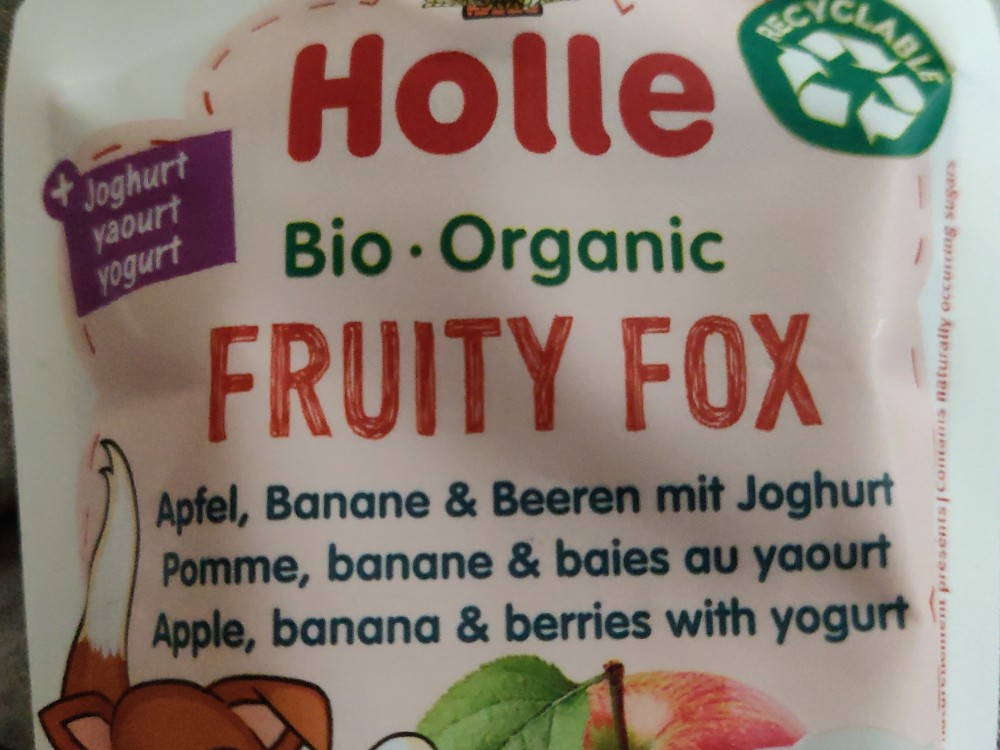 Holle
RECYCLABLE
+ Joghurt
yaourt
yogurt
Bio · Organic
FRUITY FOX
Apfel, Banane & Beeren mit Joghurt
Pomme, banane & baies au yaourt
Apple, banana & berries with yogurt
présents | Contains naturally occurring sugars